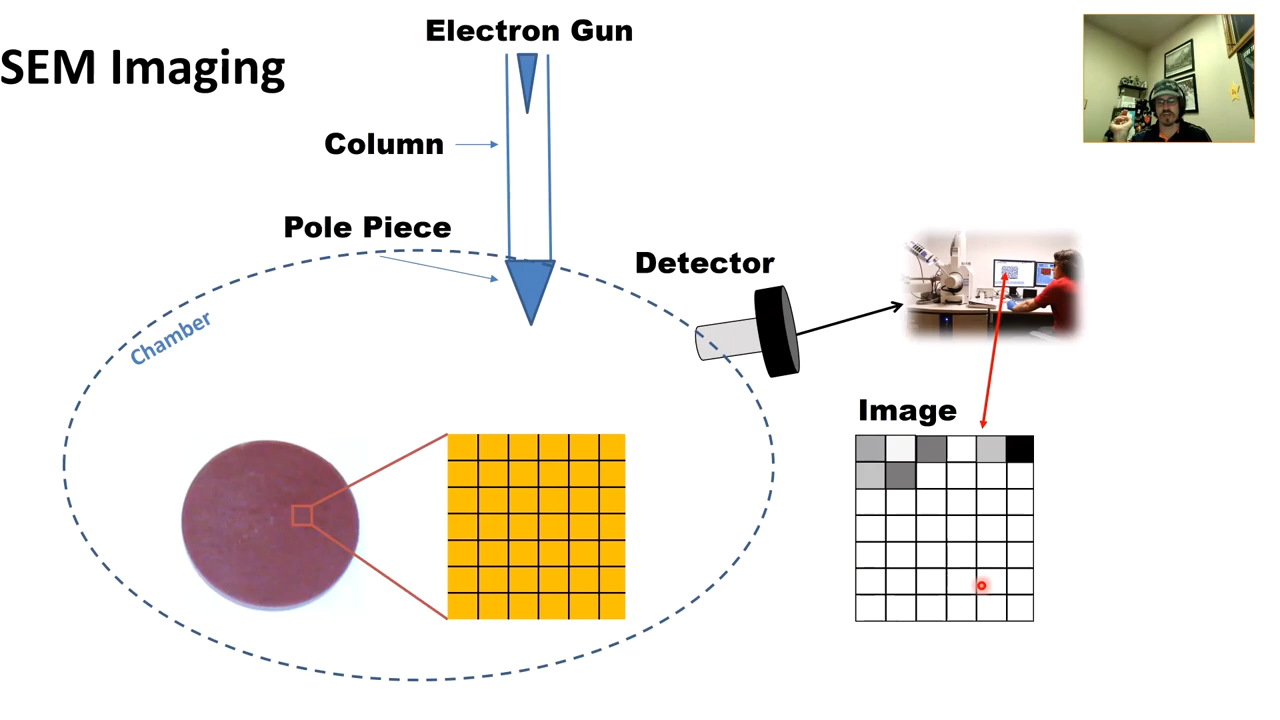 Electron Gun
SEM Imaging
Column
Pole Piece
Detector
Chamber
Image